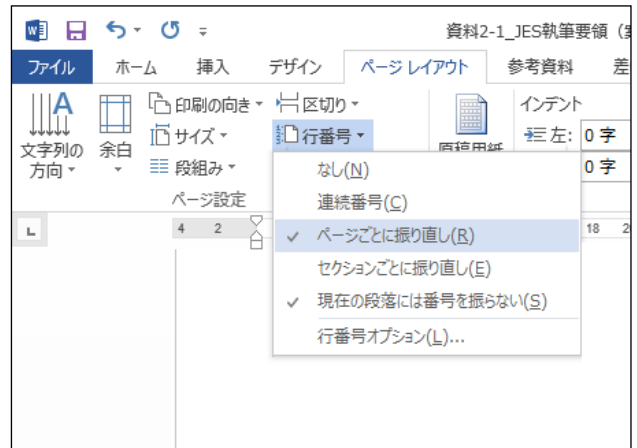 資料2-1_JES執筆要領（
ファイル ホーム 挿入 デザイン ページ レイアウト 参考資料 差
文字列の方向 余白 印刷の向き 区切り
サイズ 行番号
段組み
原稿用紙
ページ設定
インデント
左: 0 字
0 字
なし(N)
連続番号(C)
ページごとに振り直し(R)
セクションごとに振り直し(E)
現在の段落には番号を振らない(S)
行番号オプション(L)...
4 2 18